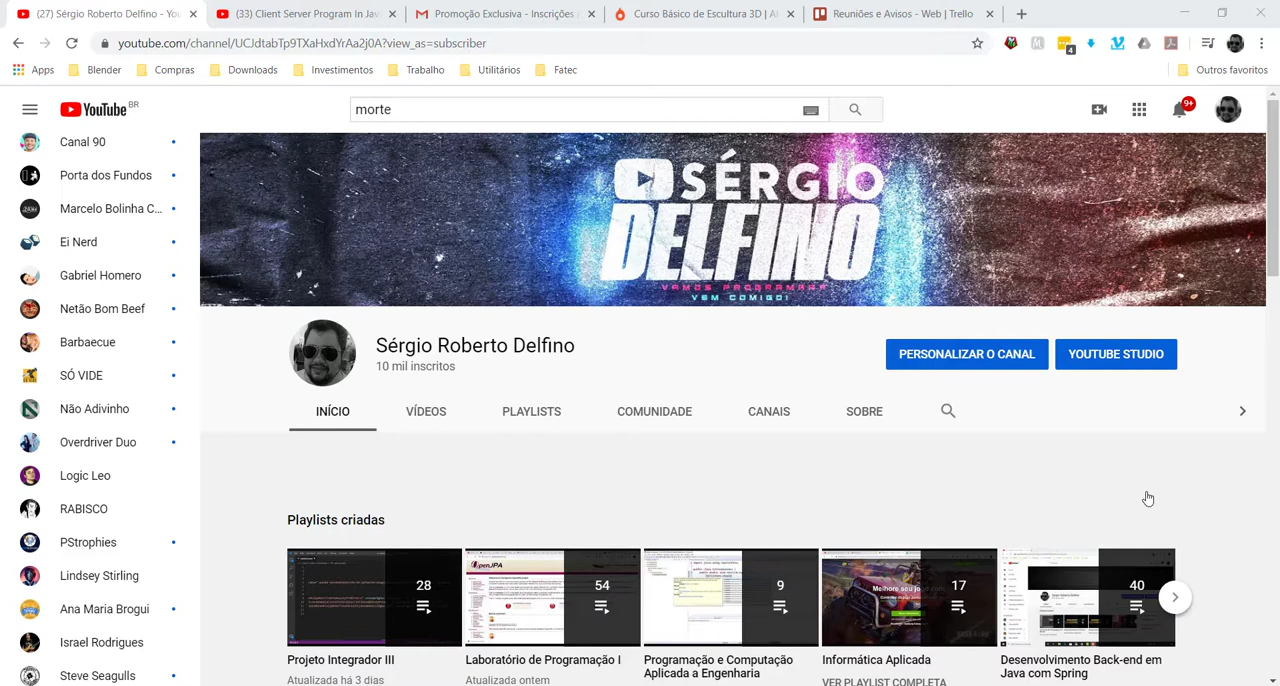 (27) Sérgio Roberto Delfino - You
(33) Client Server Program In Jav
Promoção Exclusiva - Inscrições
Curso Básico de Escultura 3D | Al
Reuniões e Avisos - Web | Trello
youtube.com/channel/UCJdtabTp9TXaHxdYrAa2j0A?view_as=subscriber
4
Apps
Blender
Compras
Downloads
Investimentos
Trabalho
Utilitários
Fatec
Outros favoritos
YouTube BR
morte
9+
Canal 90
Porta dos Fundos
Marcelo Bolinha C...
Ei Nerd
Gabriel Homero
Netão Bom Beef
Barbaecue
SÓ VIDE
Não Adivinho
Overdriver Duo
Logic Leo
RABISCO
PStrophies
Lindsey Stirling
Ana Maria Brogui
Israel Rodrigues
Steve Seagulls
SÉRGIO
DELFINO
VAMOS PROGRAMAR
VEM COMIGO!
Sérgio Roberto Delfino
10 mil inscritos
PERSONALIZAR O CANAL
YOUTUBE STUDIO
INÍCIO
VÍDEOS
PLAYLISTS
COMUNIDADE
CANAIS
SOBRE
Playlists criadas
28
54
9
17
40
Projeto Integrador III
Atualizada há 3 dias
Laboratório de Programação I
Atualizada ontem
Programação e Computação
Aplicada a Engenharia
Informática Aplicada
VER PLAYLIST COMPLETA
Desenvolvimento Back-end em
Java com Spring